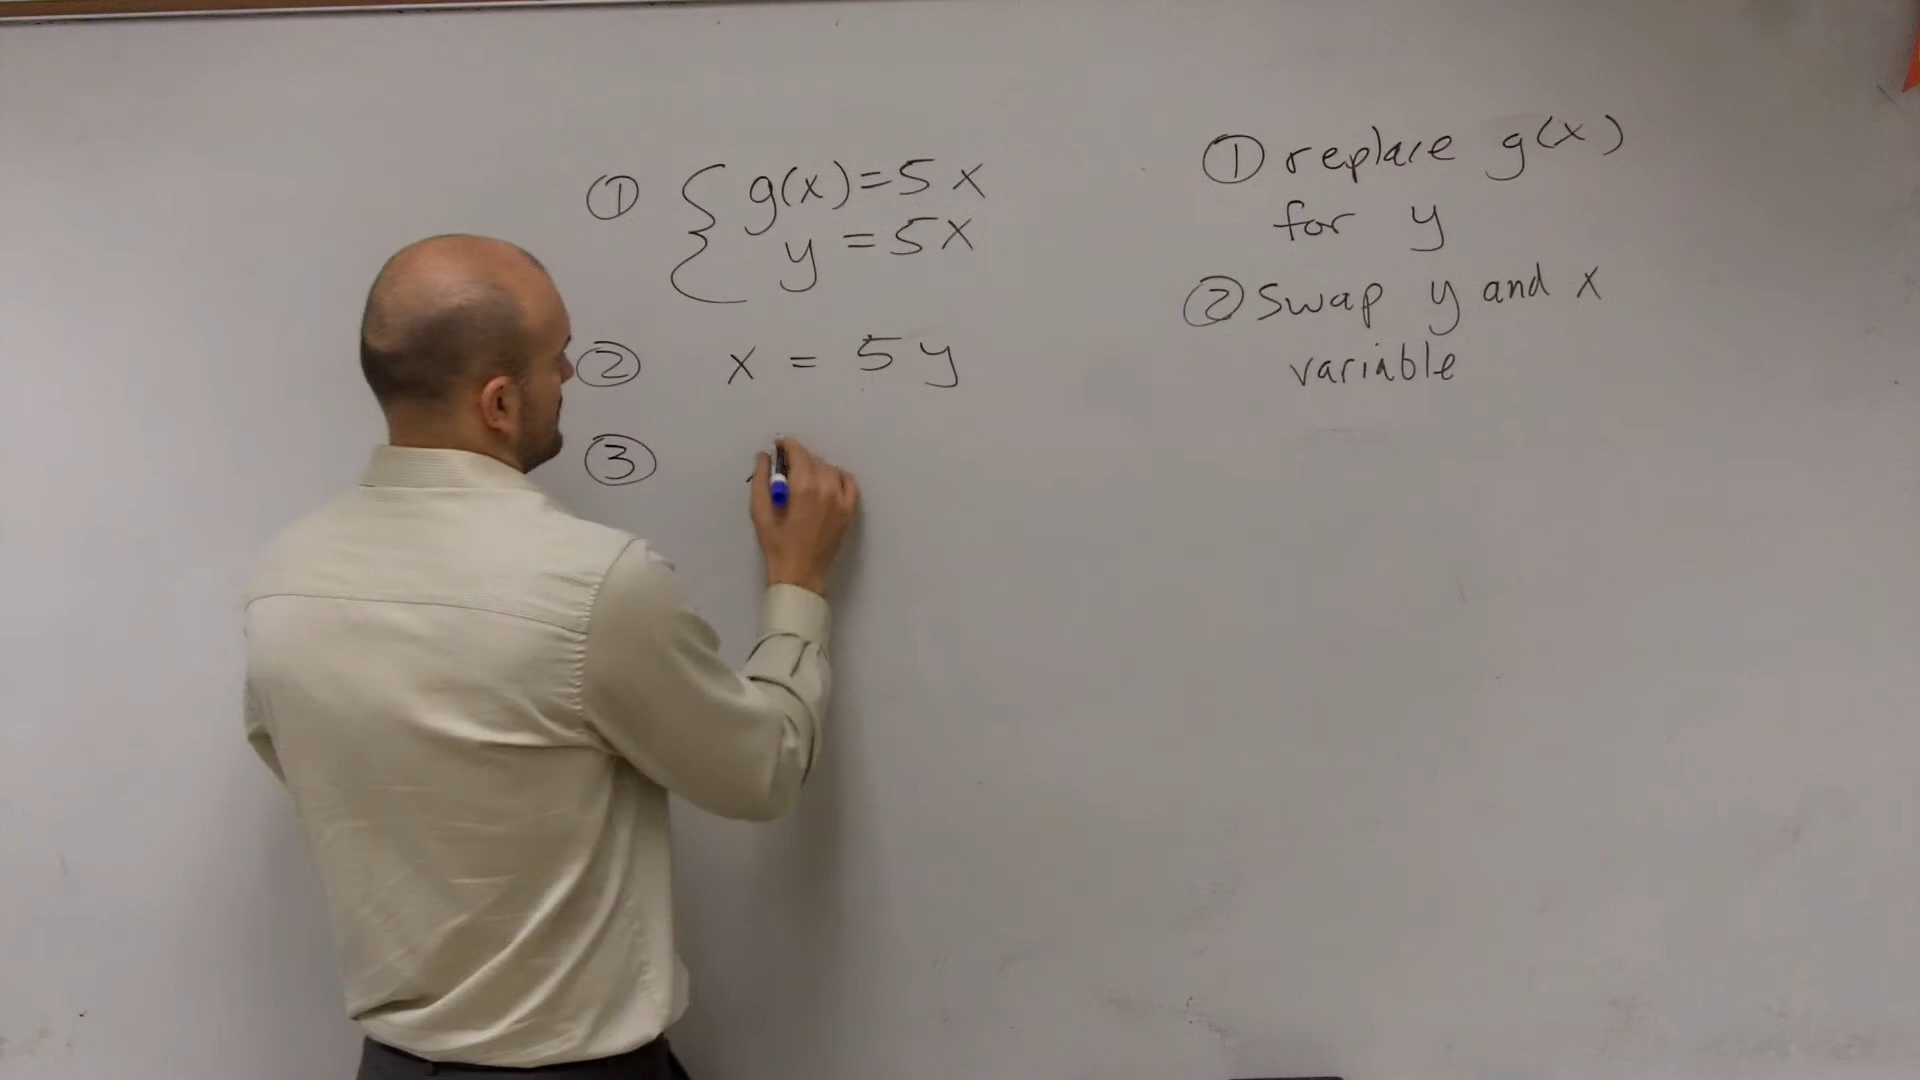 ① { g(x)=5x
y = 5x
② x = 5y
③
① replace g(x)
for y
② Swap y and x
variable